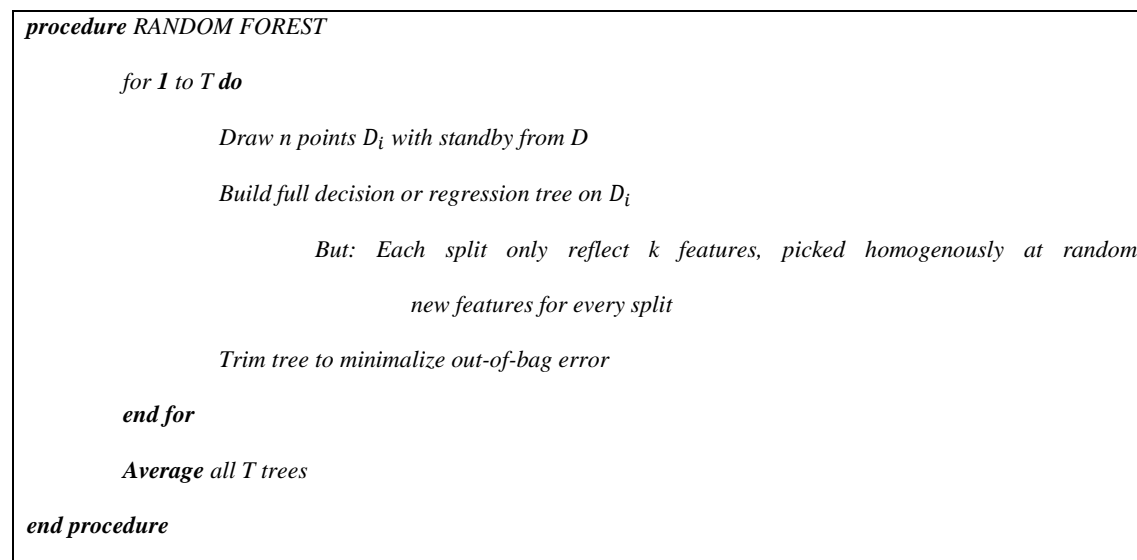 procedure RANDOM FOREST
for 1 to T do
Draw n points D𝑖 with standby from D
Build full decision or regression tree on D𝑖
But: Each split only reflect k features, picked homogenously at random
new features for every split
Trim tree to minimalize out-of-bag error
end for
Average all T trees
end procedure